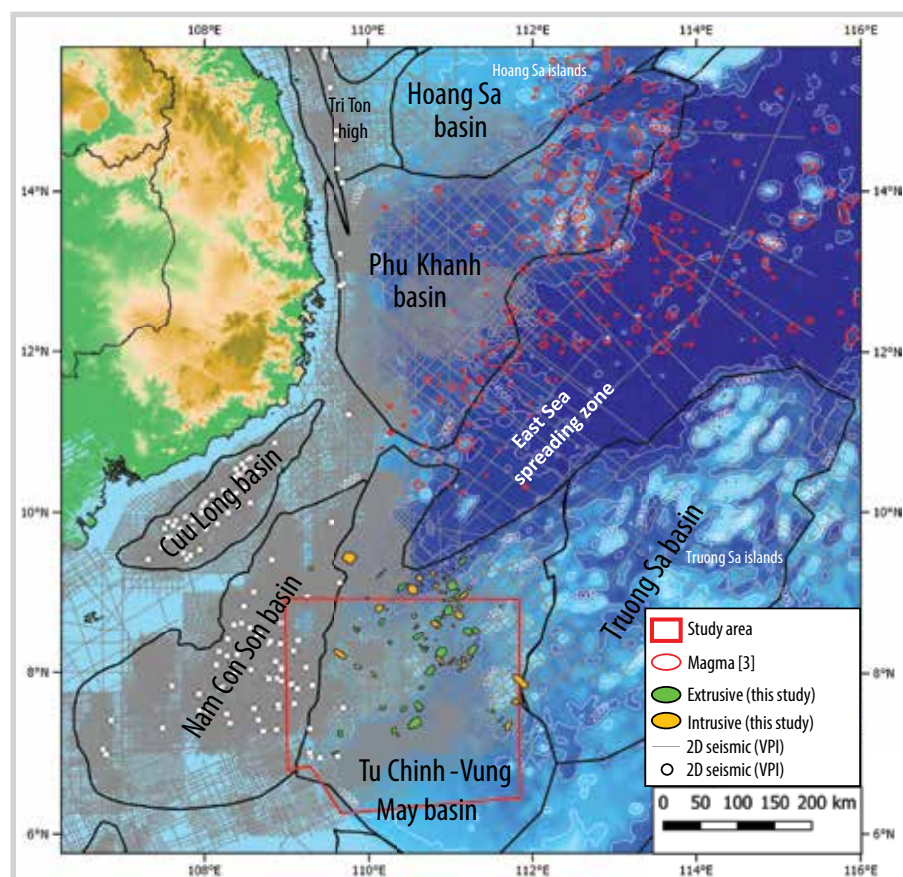 108°E
110°E
112°E
114°E
116°E
Hoang Sa islands
Tri Ton
high
Hoang Sa
basin
14°N
14°N
Phu Khanh
basin
12°N
12°N
East Sea
spreading zone
Cuu Long basin
10°N
10°N
Truong Sa basin
Truong Sa islands
Nam Con Son basin
8°N
8°N
Tu Chinh -Vung
May basin
6°N
6°N
Study area
Magma [3]
Extrusive (this study)
Intrusive (this study)
2D seismic (VPI)
2D seismic (VPI)
0 50 100 150 200 km
108°E
110°E
112°E
114°E
116°E